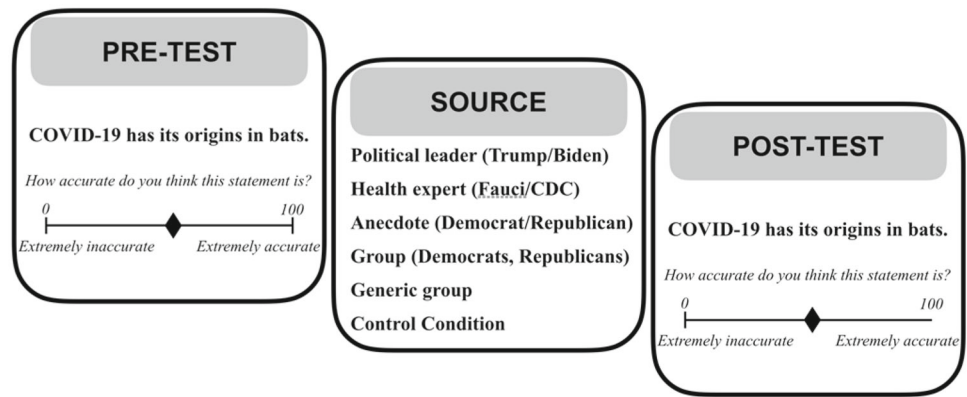 PRE-TEST
COVID-19 has its origins in bats.
How accurate do you think this statement is?
0 100
Extremely inaccurate Extremely accurate
SOURCE
Political leader (Trump/Biden)
Health expert (Fauci/CDC)
Anecdote (Democrat/Republican)
Group (Democrats, Republicans)
Generic group
Control Condition
POST-TEST
COVID-19 has its origins in bats.
How accurate do you think this statement is?
0 100
Extremely inaccurate Extremely accurate